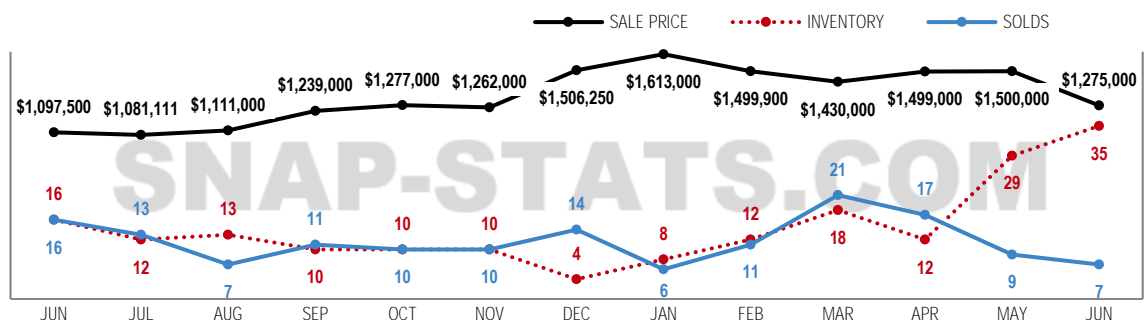 SALE PRICE INVENTORY SOLDS
$1,239,000 $1,277,000 $1,262,000 $1,613,000 $1,275,000
$1,097,500 $1,081,111 $1,111,000 $1,506,250 $1,499,900 $1,430,000 $1,499,000 $1,500,000
SNAP-STATS.COM
16 13 13 11 10 10 14 8 12 21 17 29 35
16 12 7 10 10 10 4 6 11 18 12 9 7
JUN JUL AUG SEP OCT NOV DEC JAN FEB MAR APR MAY JUN